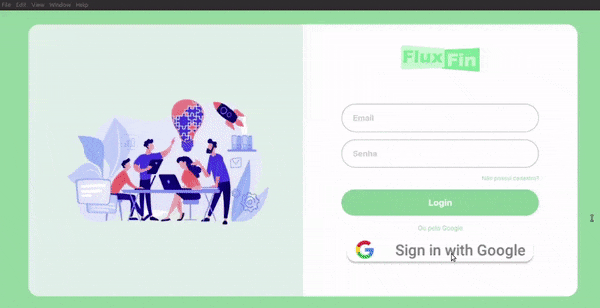 File Edit View Window Help
Flux
Fin
Email
Senha
Não possui cadastro?
Login
Ou pelo Google
Sign in with Google